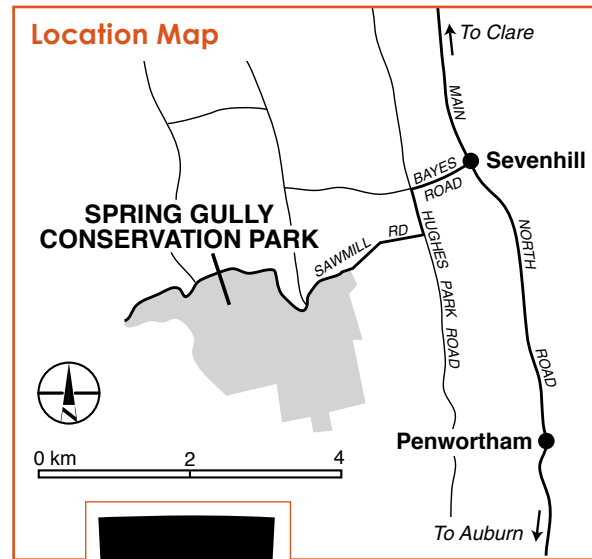 Location Map
To Clare
MAIN
Sevenhill
BAYES
ROAD
SPRING GULLY
CONSERVATION PARK
SAWMILL RD
HUGHES PARK ROAD
NORTH
ROAD
N
Penwortham
0 km 2 4
To Auburn